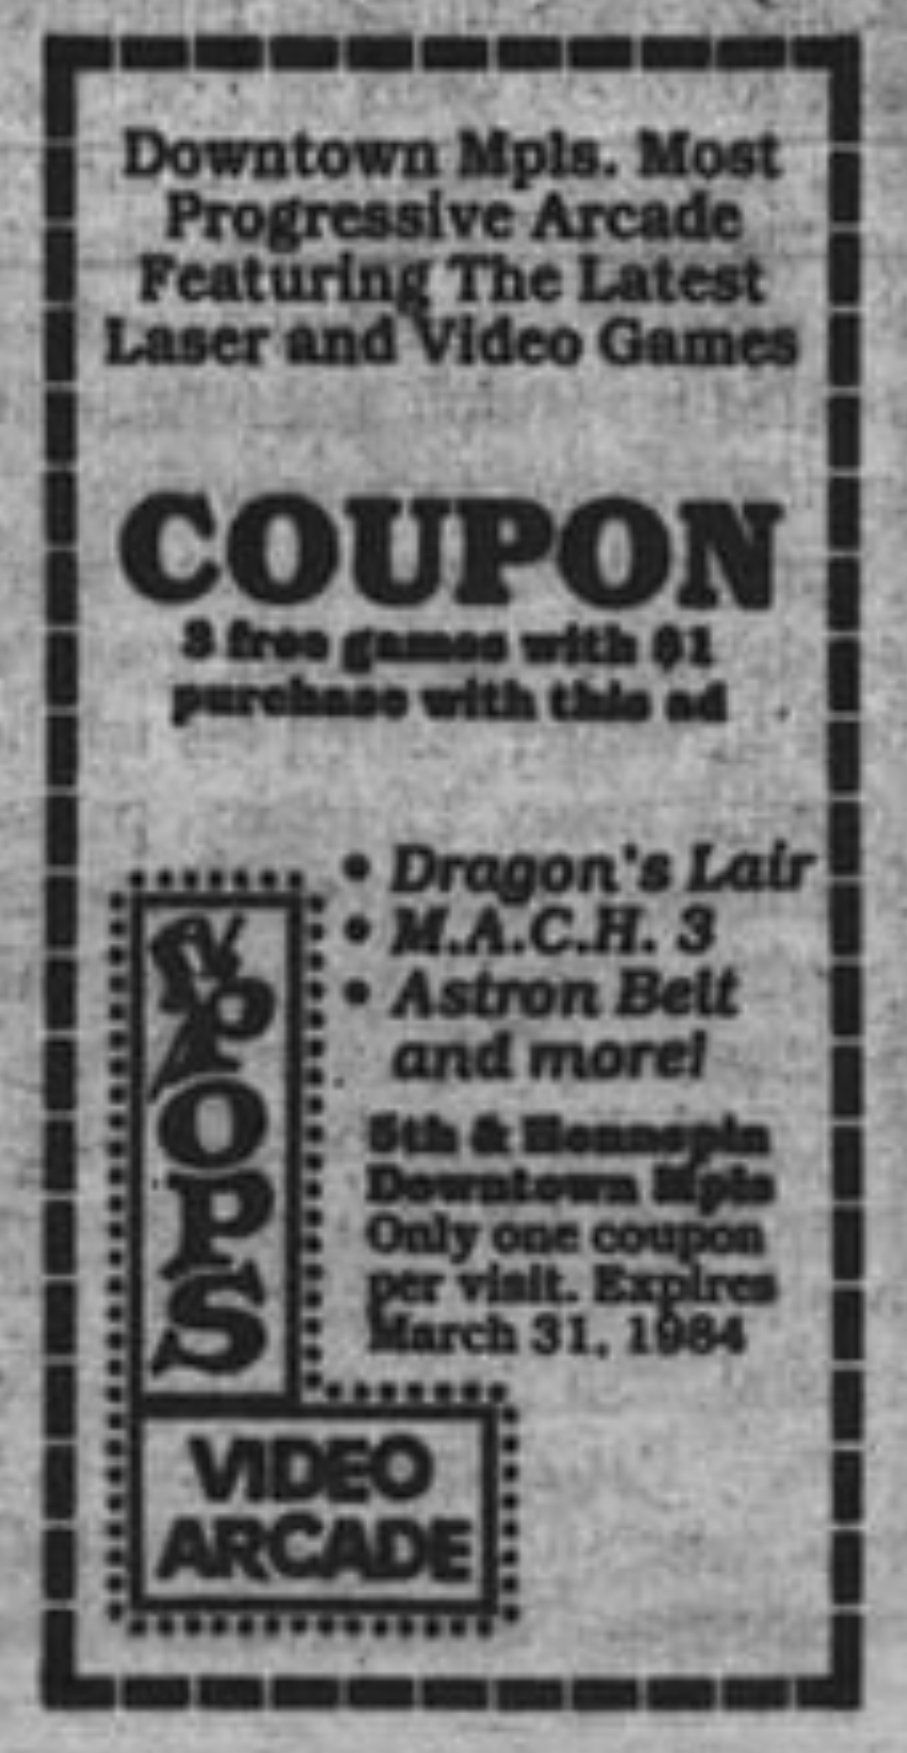 Downtown Mpls. Most
Progressive Arcade
Featuring The Latest
Laser and Video Games
COUPON
3 free games with $1
purchase with this ad
• Dragon's Lair
• M.A.C.H. 3
• Astron Belt
and more!
5th & Hennepin
Downtown Mpls
Only one coupon
per visit. Expires
March 31, 1984
POPS
VIDEO
ARCADE